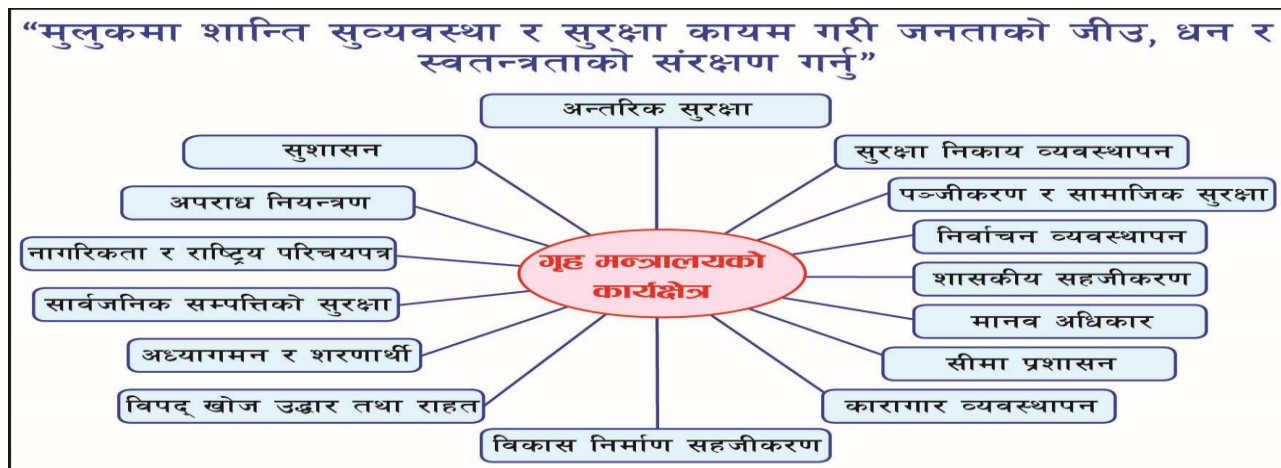 “मुलुकमा शान्ति सुव्यवस्था र सुरक्षा कायम गरी जनताको जीउ, धन र
स्वतन्त्रताको संरक्षण गर्नु”
अन्तरिक सुरक्षा
सुशासन
सुरक्षा निकाय व्यवस्थापन
अपराध नियन्त्रण
पञ्जीकरण र सामाजिक सुरक्षा
नागरिकता र राष्ट्रिय परिचयपत्र
निर्वाचन व्यवस्थापन
गृह मन्त्रालयको
कार्यक्षेत्र
शासकीय सहजीकरण
सार्वजनिक सम्पत्तिको सुरक्षा
मानव अधिकार
अध्यागमन र शरणार्थी
सीमा प्रशासन
विपद् खोज उद्धार तथा राहत
कारागार व्यवस्थापन
विकास निर्माण सहजीकरण